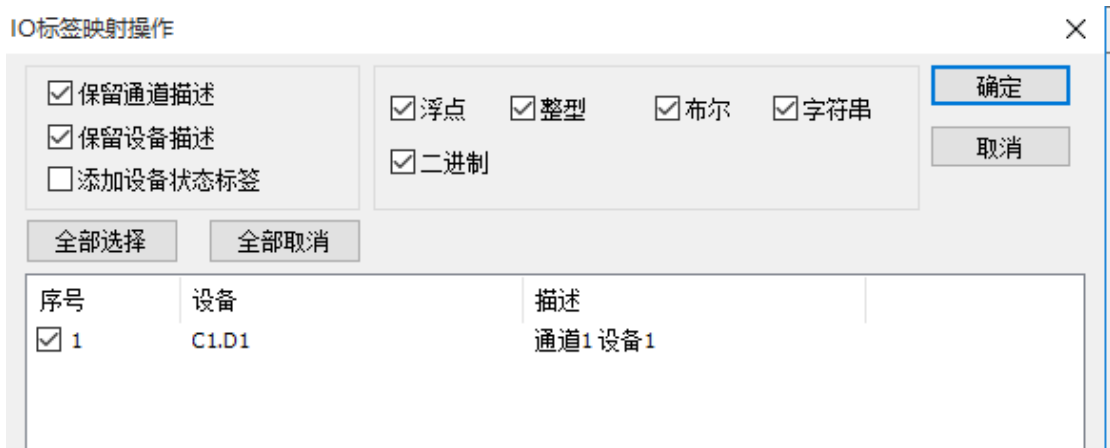 IO标签映射操作
保留通道描述
保留设备描述
添加设备状态标签
浮点 整型 布尔 字符串
二进制
确定
取消
全部选择 全部取消
序号 设备 描述
1 C1.D1 通道1 设备1